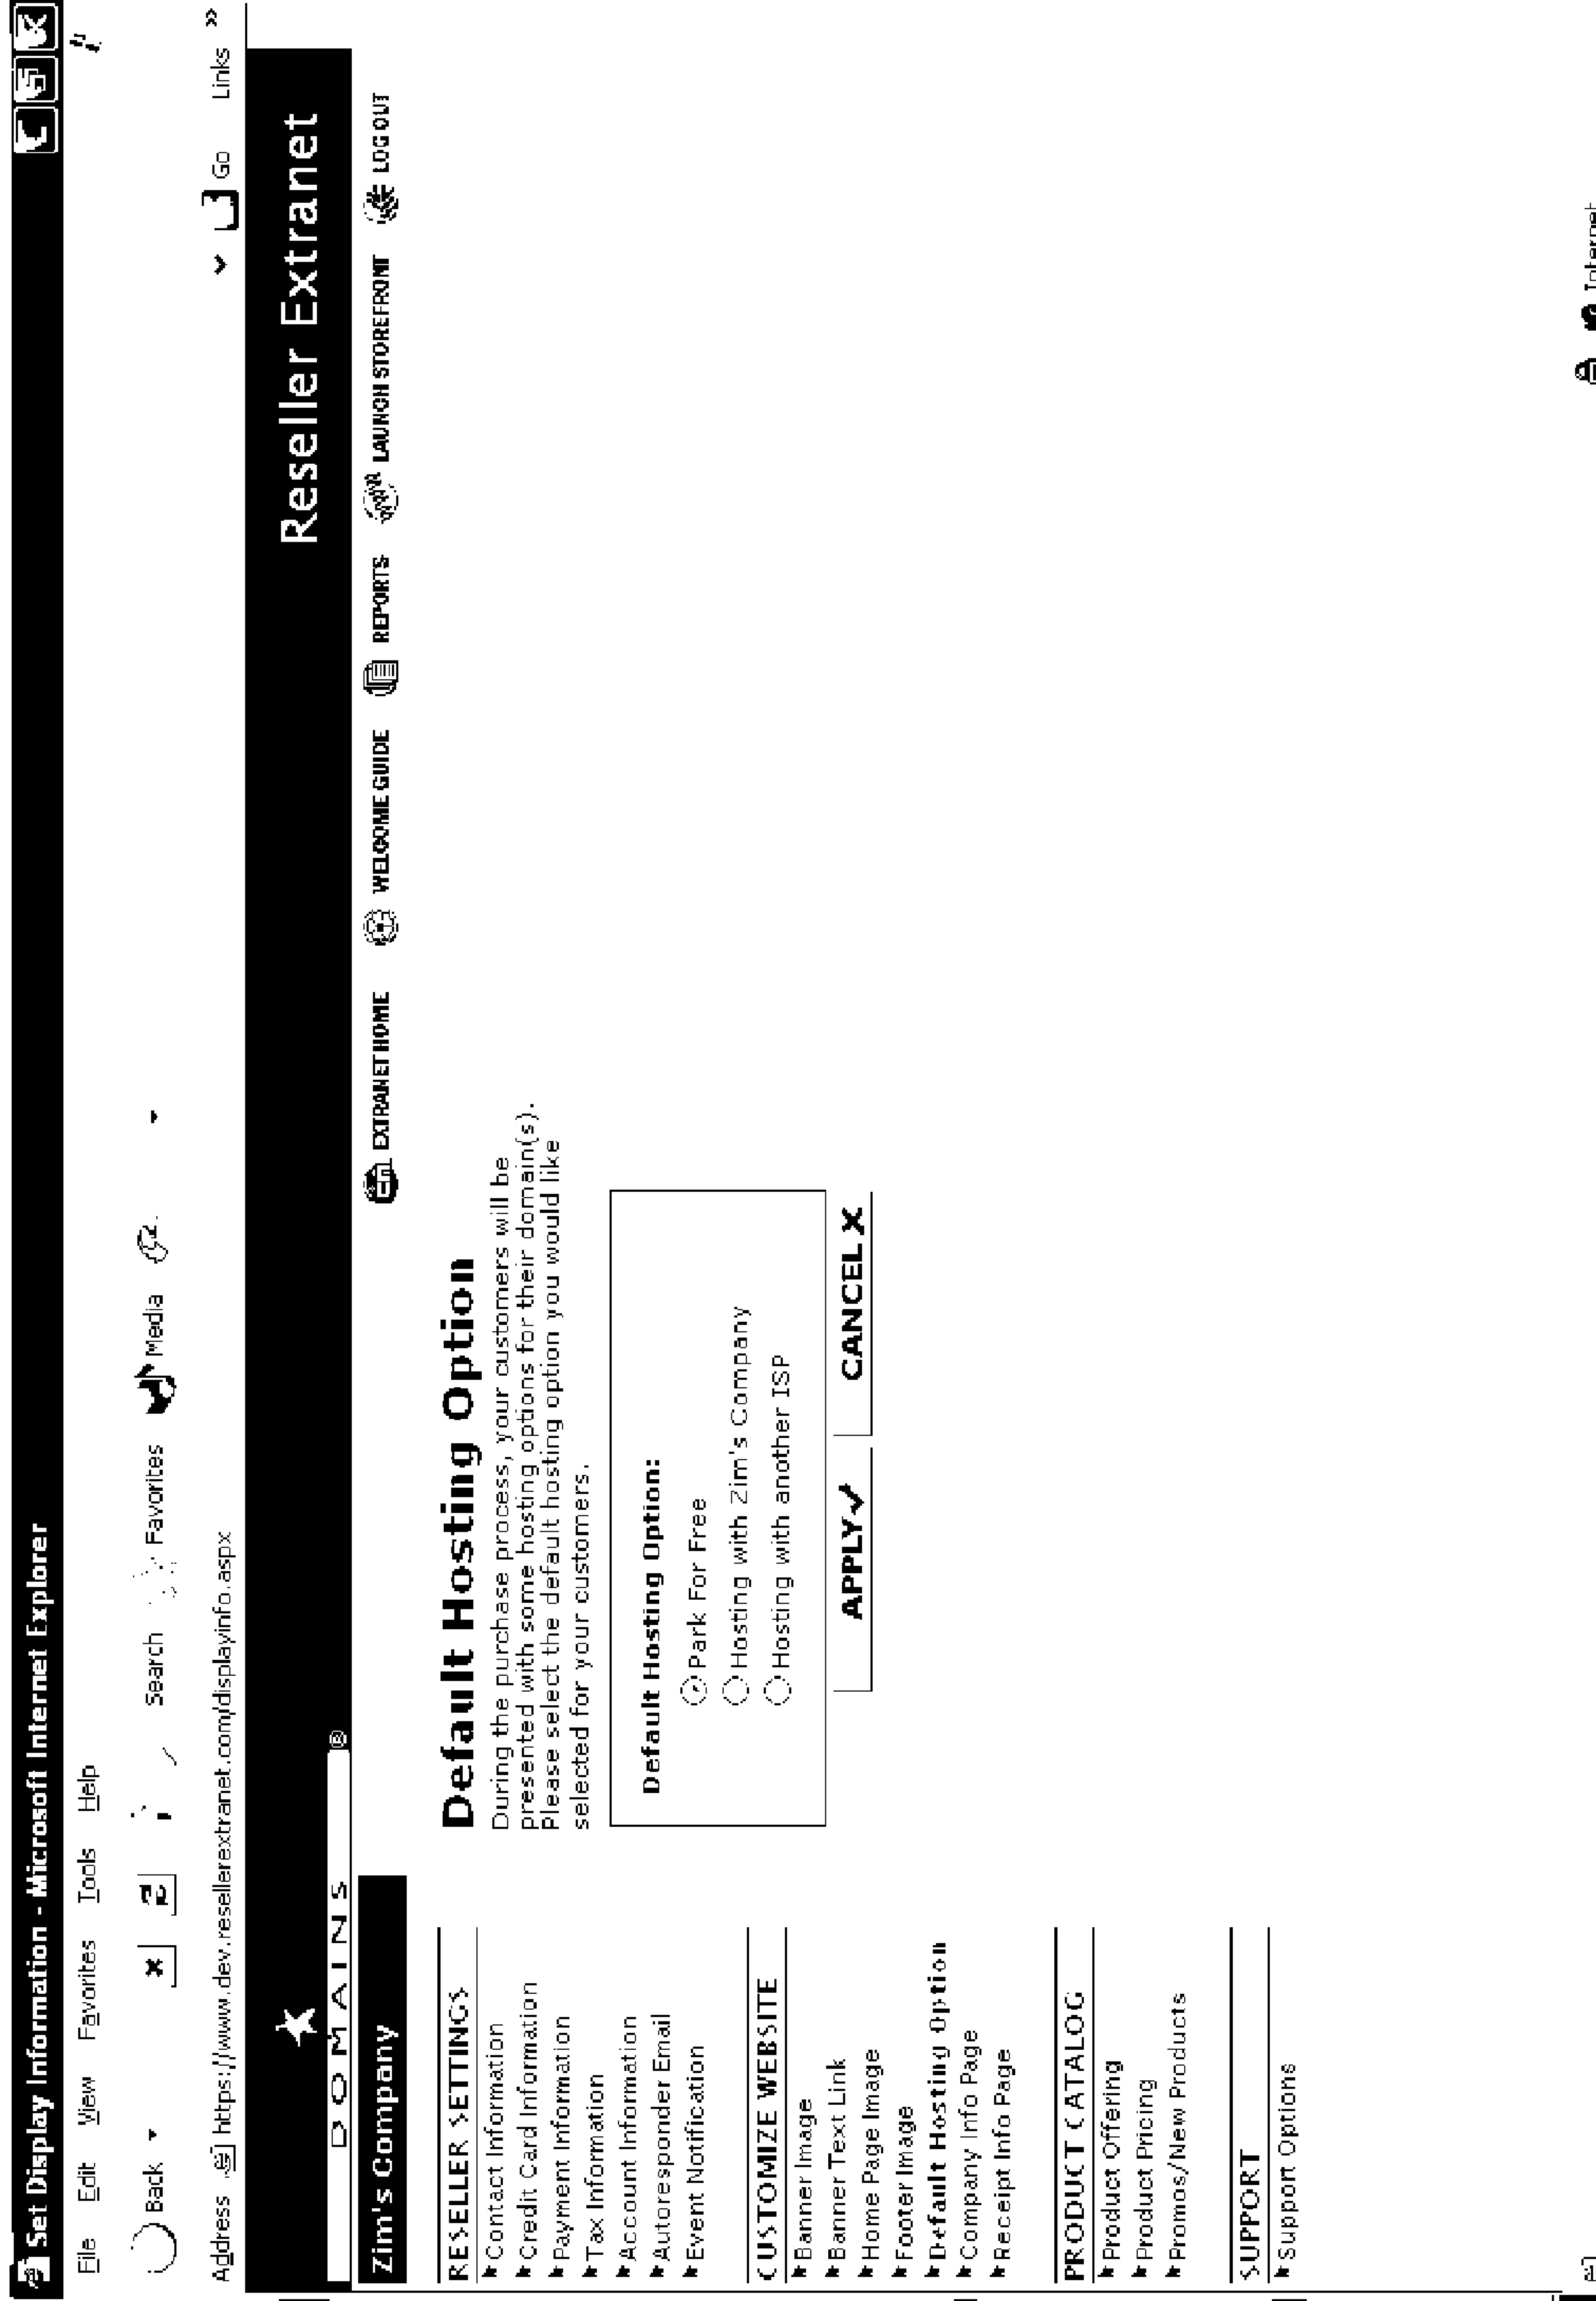 Set Display Information - Microsoft Internet Explorer
File Edit View Favorites Tools Help
Back Search Favorites Media
Address https://www.dev.resellerextranet.com/displayinfo.aspx Go Links »
DOMAINS®
Reseller Extranet
Zim's Company
EXTRANET HOME WELCOME GUIDE REPORTS LAUNCH STOREFRONT LOG OUT
RESELLER SETTINGS
Contact Information
Credit Card Information
Payment Information
Tax Information
Account Information
Autoresponder Email
Event Notification
CUSTOMIZE WEBSITE
Banner Image
Banner Text Link
Home Page Image
Footer Image
Default Hosting Option
Company Info Page
Receipt Info Page
PRODUCT CATALOG
Product Offering
Product Pricing
Promos/New Products
SUPPORT
Support Options
Default Hosting Option
During the purchase process, your customers will be
presented with some hosting options for their domain(s).
Please select the default hosting option you would like
selected for your customers.
Default Hosting Option:
Park For Free
Hosting with Zim's Company
Hosting with another ISP
APPLY CANCEL X
Internet